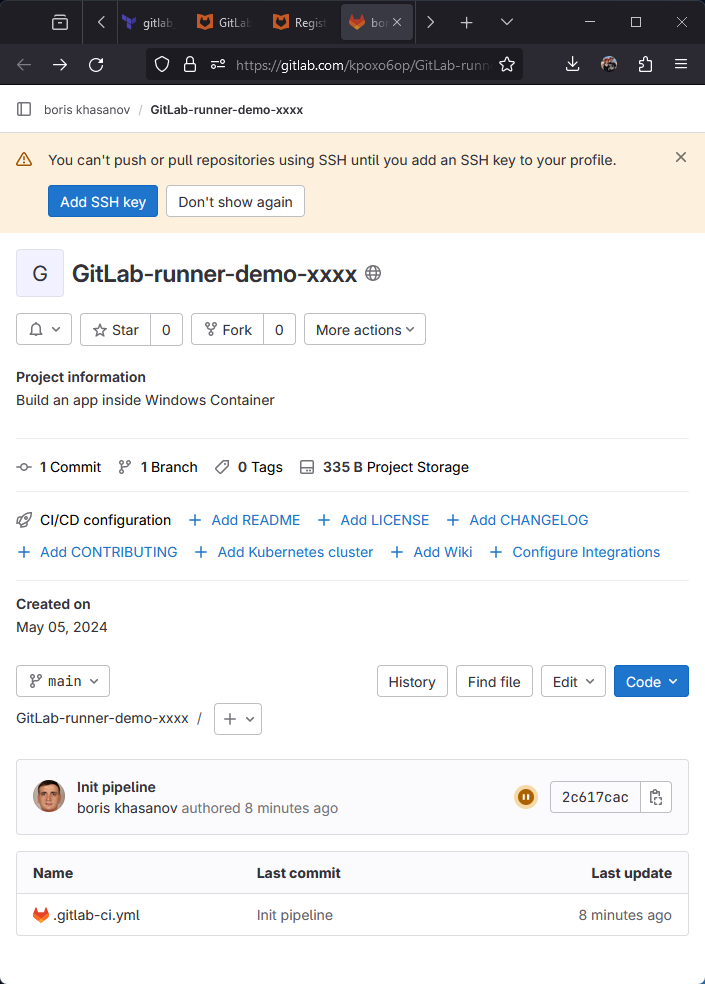 gitlab
GitLa
Regist
bor
https://gitlab.com/kpoxo6op/GitLab-runn
boris khasanov / GitLab-runner-demo-xxxx
You can't push or pull repositories using SSH until you add an SSH key to your profile.
Add SSH key Don't show again
G GitLab-runner-demo-xxxx
Star 0 Fork 0 More actions
Project information
Build an app inside Windows Container
1 Commit 1 Branch 0 Tags 335 B Project Storage
CI/CD configuration + Add README + Add LICENSE + Add CHANGELOG
+ Add CONTRIBUTING + Add Kubernetes cluster + Add Wiki + Configure Integrations
Created on
May 05, 2024
main History Find file Edit Code
GitLab-runner-demo-xxxx / +
Init pipeline
boris khasanov authored 8 minutes ago
2c617cac
Name Last commit Last update
.gitlab-ci.yml Init pipeline 8 minutes ago